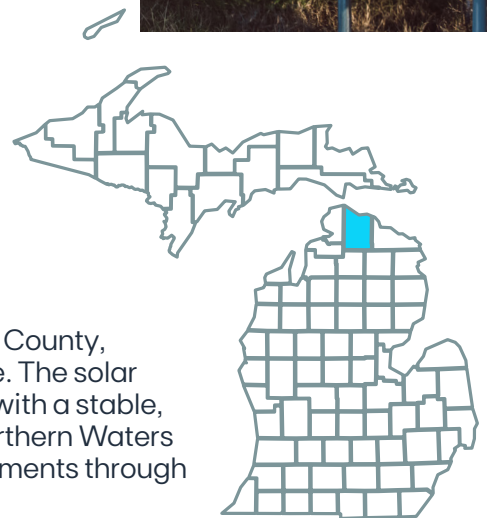 County,
e. The solar
with a stable,
rthern Waters
ments through